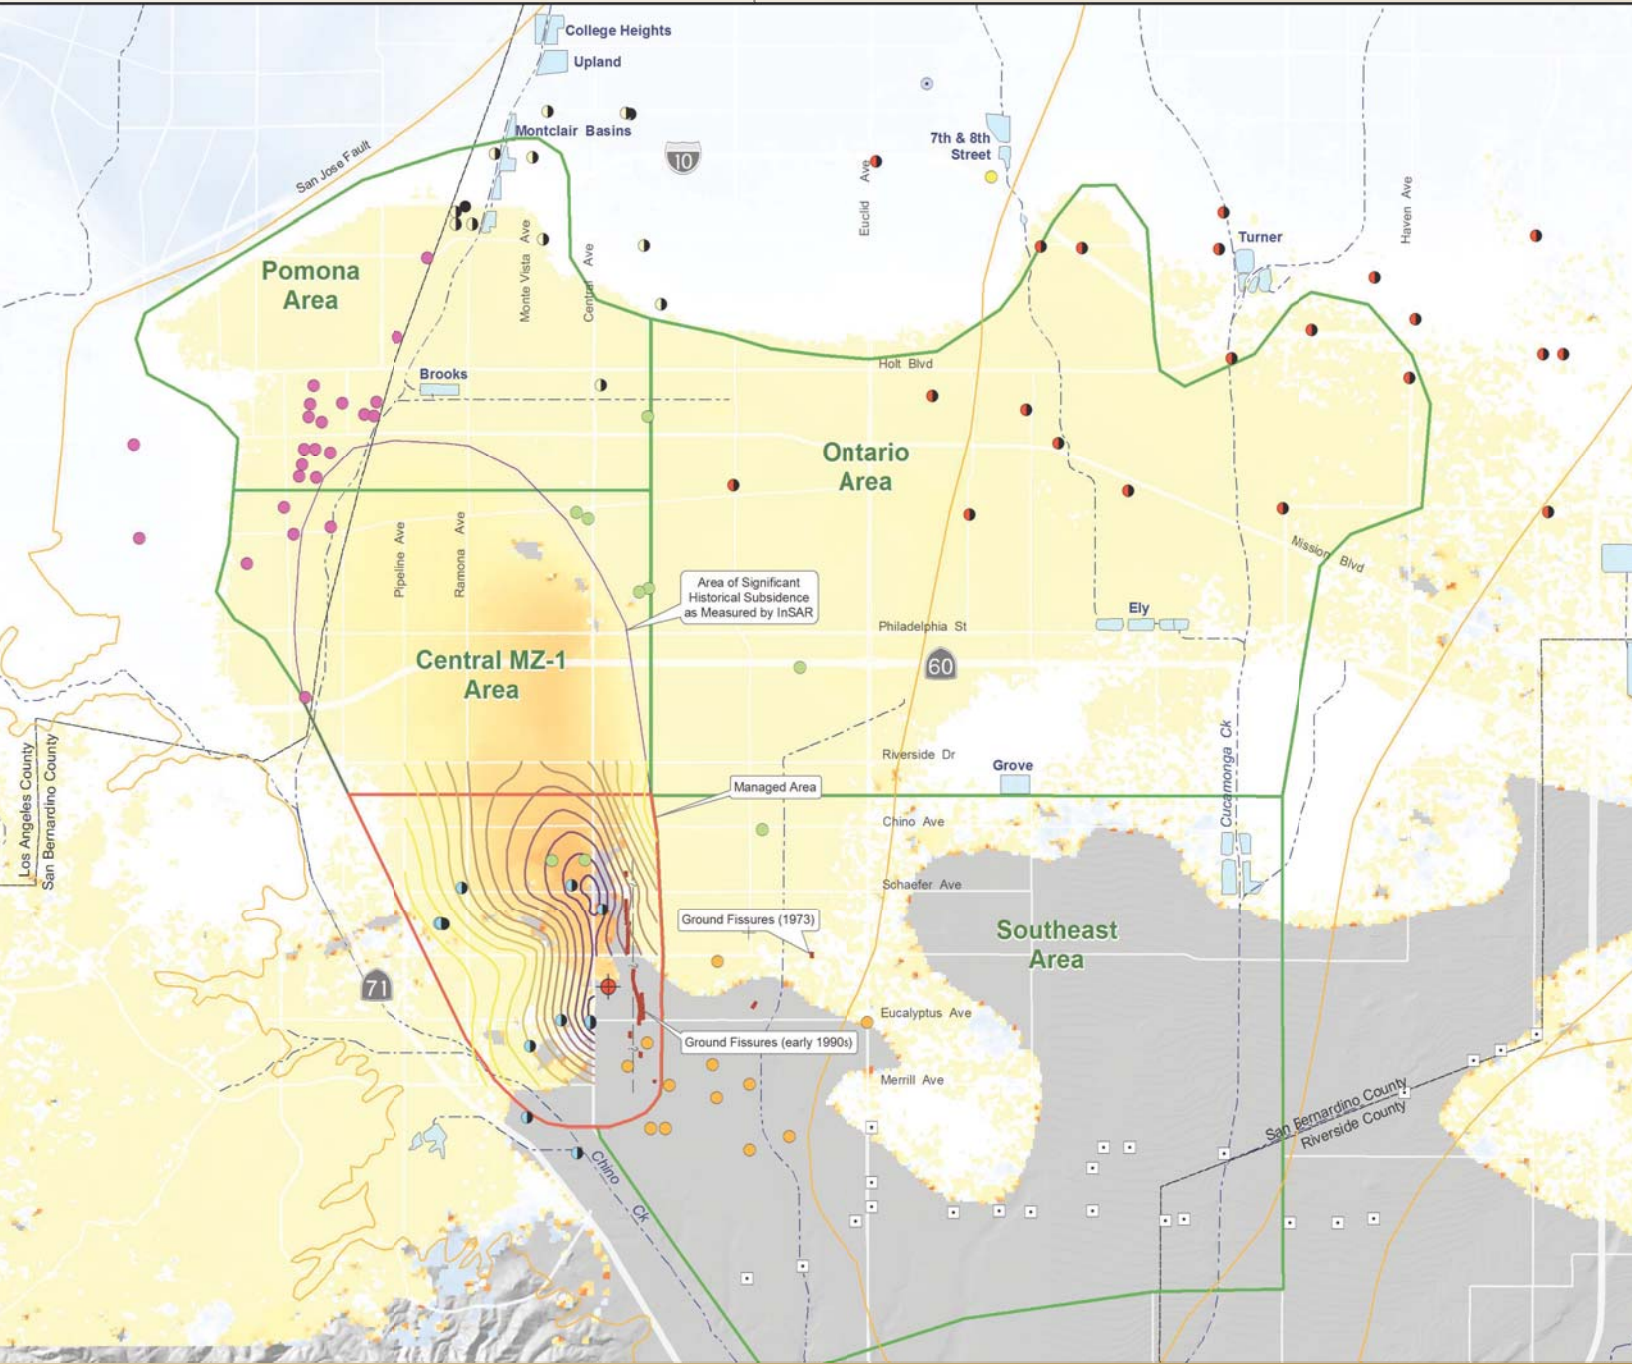 College Heights
Upland
Montclair Basins
10
7th & 8th
Street
San Jose Fault
Euclid Ave
Haven Ave
Turner
Monte Vista Ave
Central Ave
Pomona
Area
Holt Blvd
Brooks
Ontario
Area
Pipeline Ave
Ramona Ave
Mission Blvd
Area of Significant
Historical Subsidence
as Measured by InSAR
Ely
Philadelphia St
60
Central MZ-1
Area
Los Angeles County
San Bernardino County
Riverside Dr
Grove
Cucamonga Ck
Managed Area
Chino Ave
Schaefer Ave
Ground Fissures (1973)
Southeast
Area
71
Eucalyptus Ave
Ground Fissures (early 1990s)
Merrill Ave
San Bernardino County
Riverside County
Chino Ck